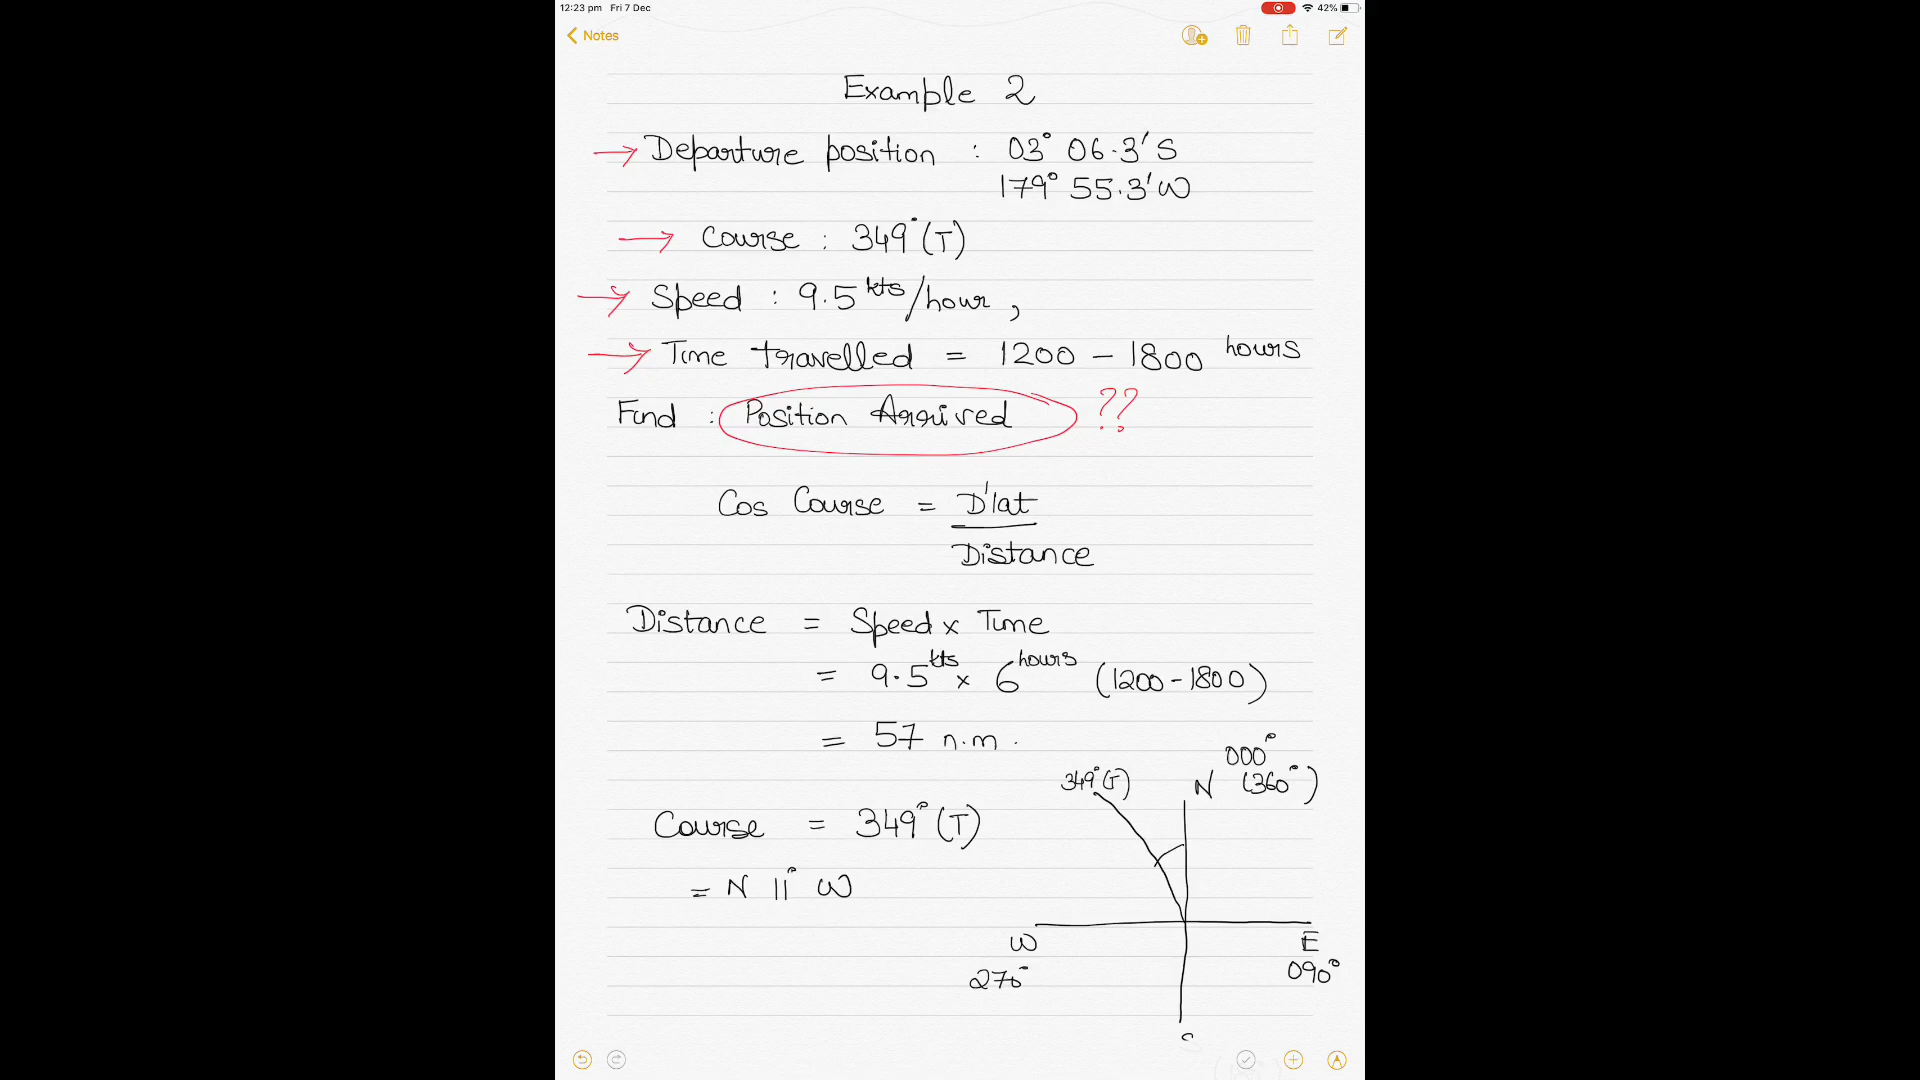 12:23 pm Fri 7 Dec 42%
Notes
Example 2
→ Departure position : 03° 06.3' S
179° 55.3' W
→ Course : 349° (T)
→ Speed : 9.5 kts/hour ,
→ Time travelled = 1200 - 1800 hours
Find : Position Arrived ??
Cos Course = D'lat
Distance
Distance = Speed x Time
= 9.5 kts x 6 hours (1200 - 1800)
= 57 n.m.
000°
349° (T) N (360°)
Course = 349° (T)
= N 11° W
W E
270° 090°